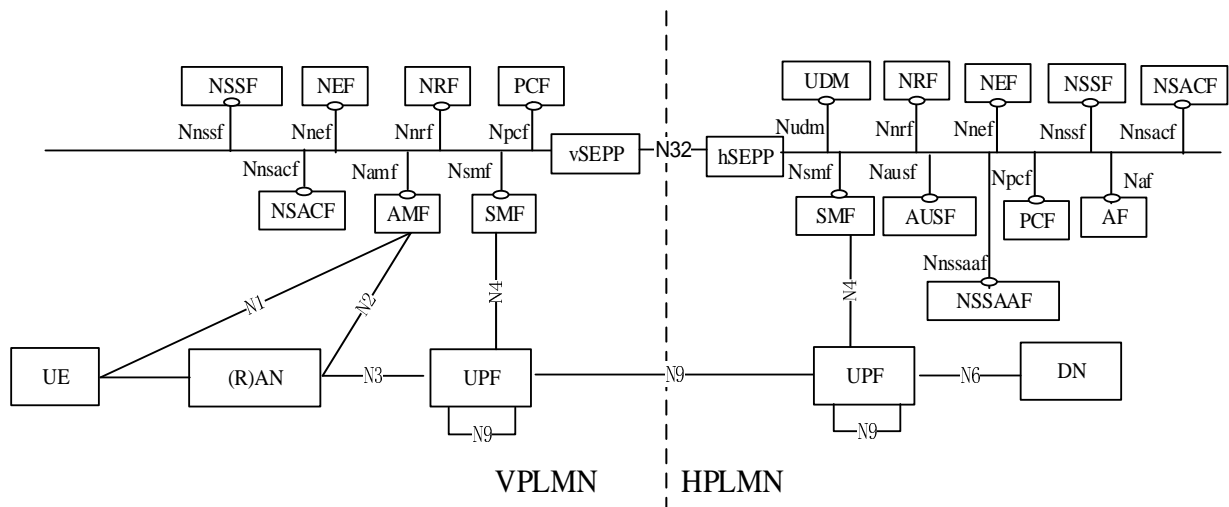 NSSF NEF NRF PCF UDM NRF NEF NSSF NSACF
Nnssf Nnef Nnrf Npcf Nudm Nnrf Nnef Nnssf Nnsacf
vSEPP N32 hSEPP
Nnsacf Namf Nsmf Nsmf Nausf Npcf Naf
NSACF AMF SMF SMF AUSF PCF AF
Nnssaaf
NSSAAF
N1 N2 N4 N4
UE (R)AN N3 UPF N9 UPF N6 DN
N9 N9
VPLMN HPLMN